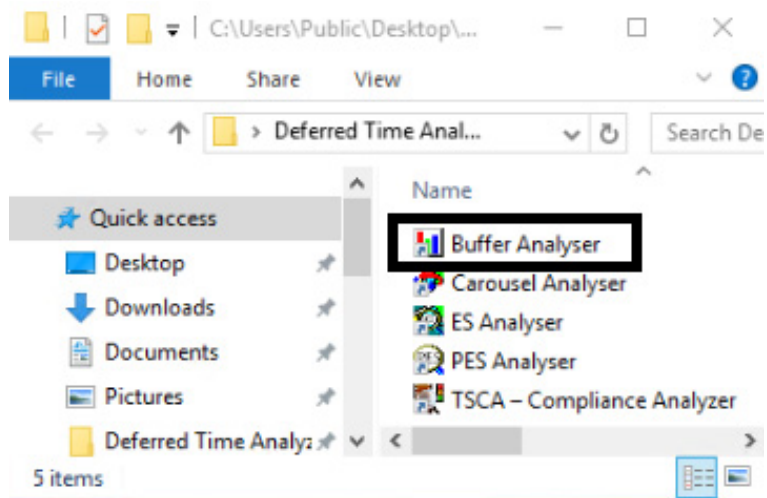 C:\Users\Public\Desktop\...
File Home Share View
Deferred Time Anal... Search De
Name
Quick access
Desktop
Downloads
Documents
Pictures
Deferred Time Analyz
Buffer Analyser
Carousel Analyser
ES Analyser
PES Analyser
TSCA – Compliance Analyzer
5 items